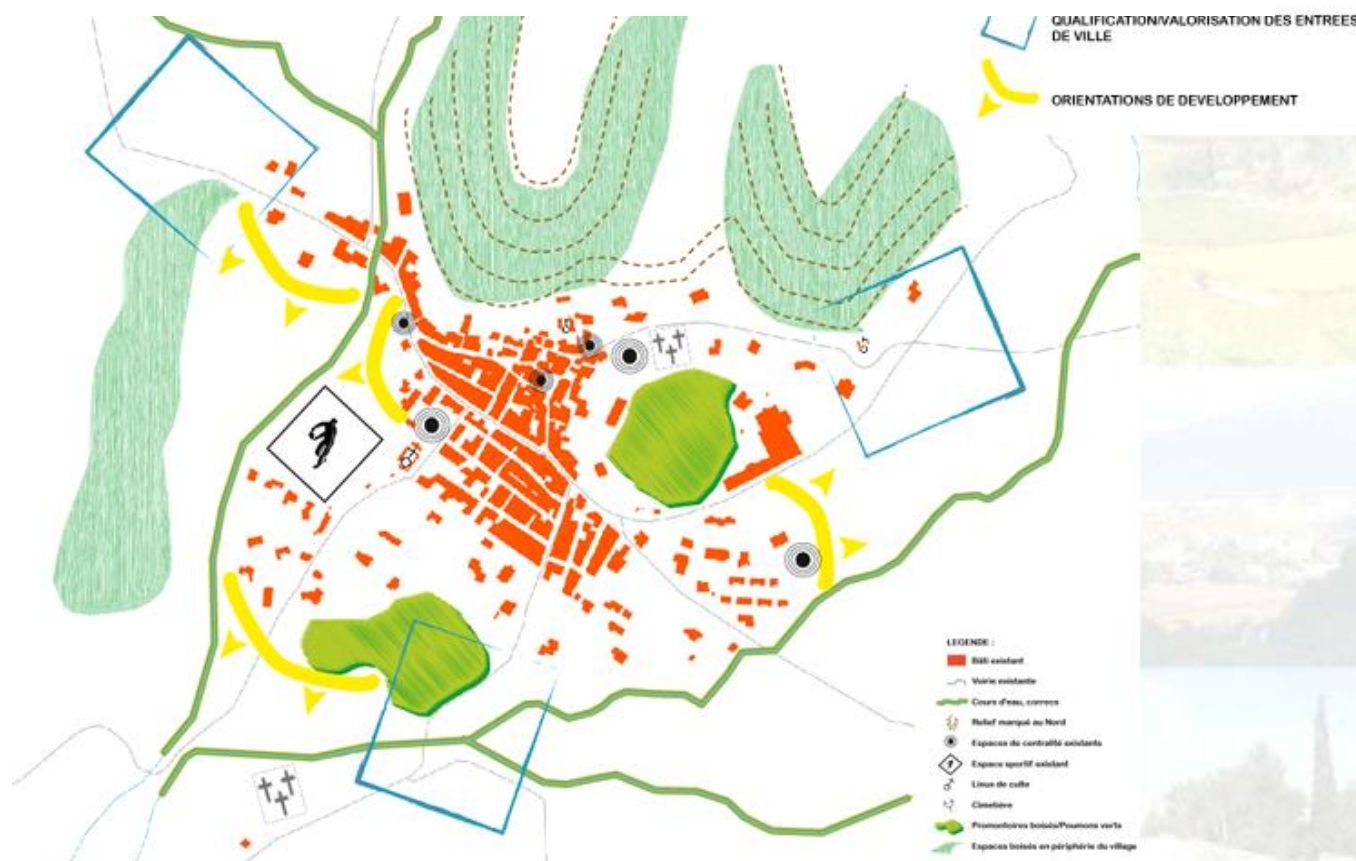 QUALIFICATION/VALORISATION DES ENTREES
DE VILLE
ORIENTATIONS DE DEVELOPPEMENT
LEGENDE :
Bâti existant
Voirie existante
Cours d'eau, correcs
Relief marqué au Nord
Espaces de centralité existants
Espace sportif existant
Lieux de culte
Cimetière
Promontoires boisés/Poumons verts
Espaces boisés en périphérie du village